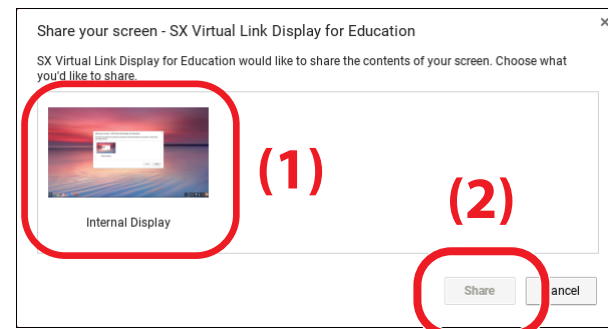 Share your screen - SX Virtual Link Display for Education
SX Virtual Link Display for Education would like to share the contents of your screen. Choose what
you'd like to share.
(1)
Internal Display
(2)
Share
ancel